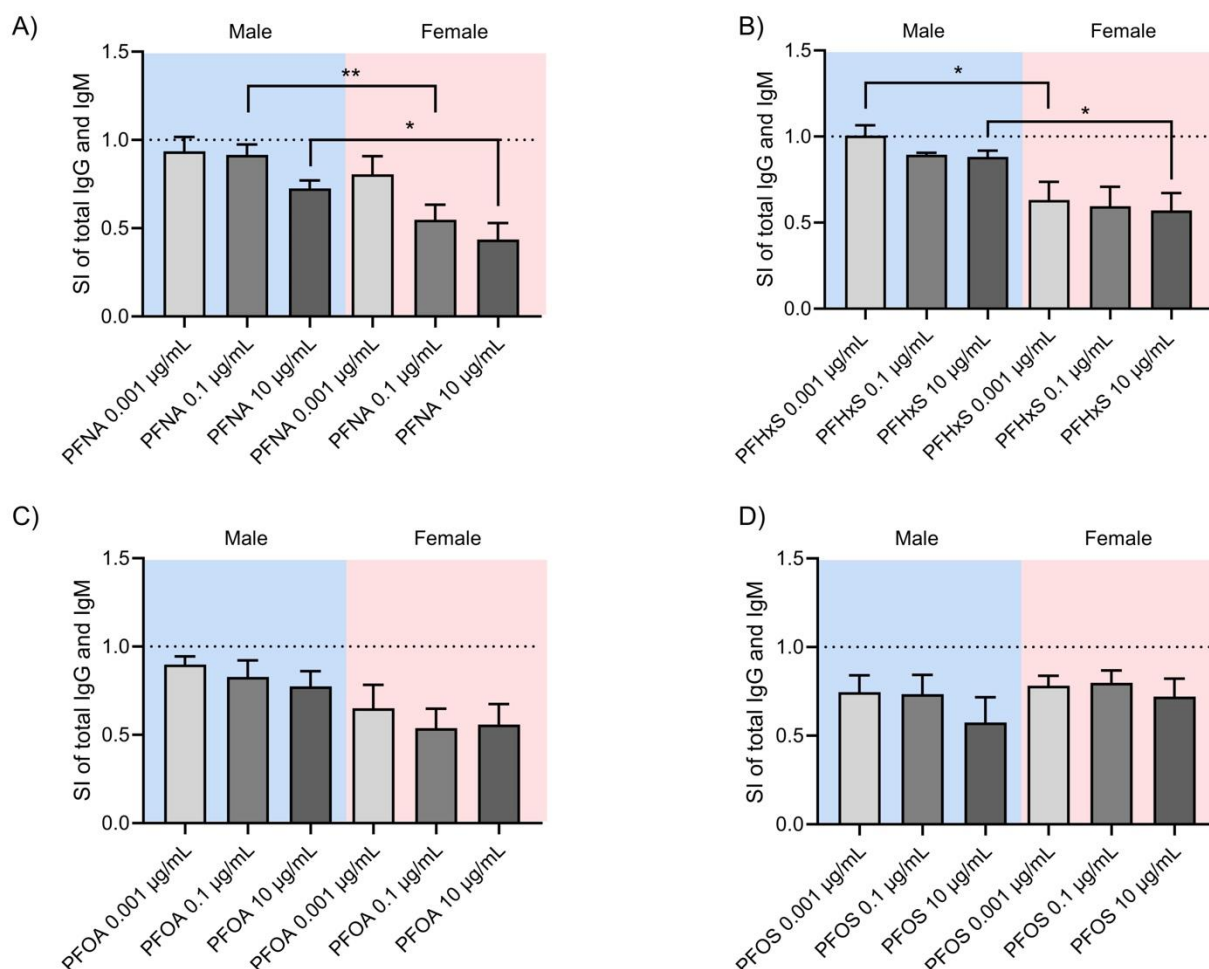 A)
Male Female
SI of total IgG and IgM
1.5
1.0
0.5
0.0
**
*
PFNA 0.001 µg/mL
PFNA 0.1 µg/mL
PFNA 10 µg/mL
PFNA 0.001 µg/mL
PFNA 0.1 µg/mL
PFNA 10 µg/mL
B)
Male Female
SI of total IgG and IgM
1.5
1.0
0.5
0.0
*
*
PFHxS 0.001 µg/mL
PFHxS 0.1 µg/mL
PFHxS 10 µg/mL
PFHxS 0.001 µg/mL
PFHxS 0.1 µg/mL
PFHxS 10 µg/mL
C)
Male Female
SI of total IgG and IgM
1.5
1.0
0.5
0.0
PFOA 0.001 µg/mL
PFOA 0.1 µg/mL
PFOA 10 µg/mL
PFOA 0.001 µg/mL
PFOA 0.1 µg/mL
PFOA 10 µg/mL
D)
Male Female
SI of total IgG and IgM
1.5
1.0
0.5
0.0
PFOS 0.001 µg/mL
PFOS 0.1 µg/mL
PFOS 10 µg/mL
PFOS 0.001 µg/mL
PFOS 0.1 µg/mL
PFOS 10 µg/mL